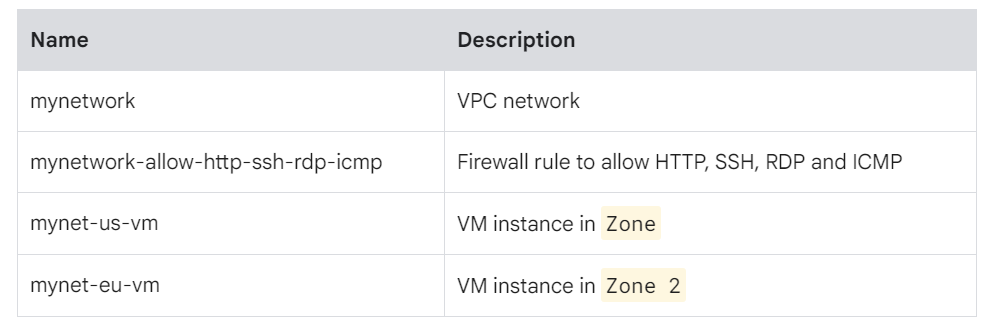 Name Description
mynetwork VPC network
mynetwork-allow-http-ssh-rdp-icmp Firewall rule to allow HTTP, SSH, RDP and ICMP
mynet-us-vm VM instance in Zone
mynet-eu-vm VM instance in Zone 2